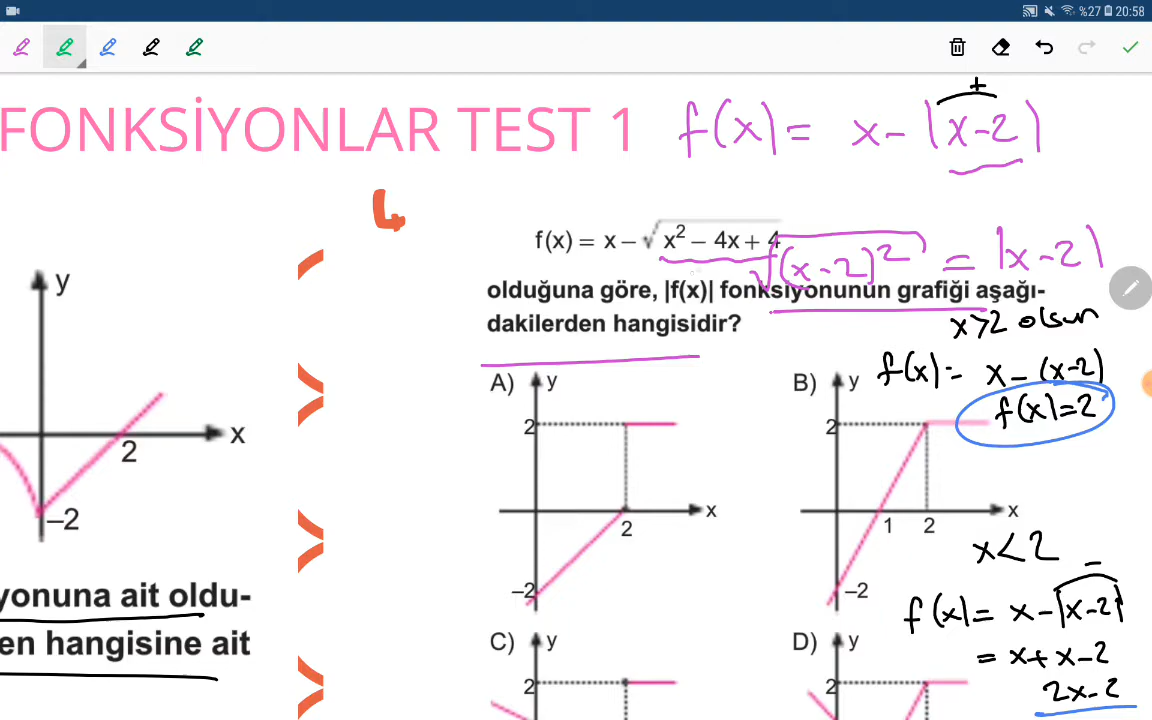 %27 20:58
FONKSİYONLAR TEST 1
f(x) = x - |x-2|
+
4
f(x) = x – √x² – 4x + 4
√(x-2)² = |x-2|
olduğuna göre, |f(x)| fonksiyonunun grafiği aşağı-
dakilerden hangisidir?
x>2 olsun
f(x) = x - (x-2)
f(x)=2
A) y
2
x
2
–2
B) y
2
x
1 2
–2
x<2
-
f(x) = x - |x-2|
= x+x-2
2x-2
C) y
2
D) y
2
y
x
2
–2
yonuna ait oldu-
en hangisine ait